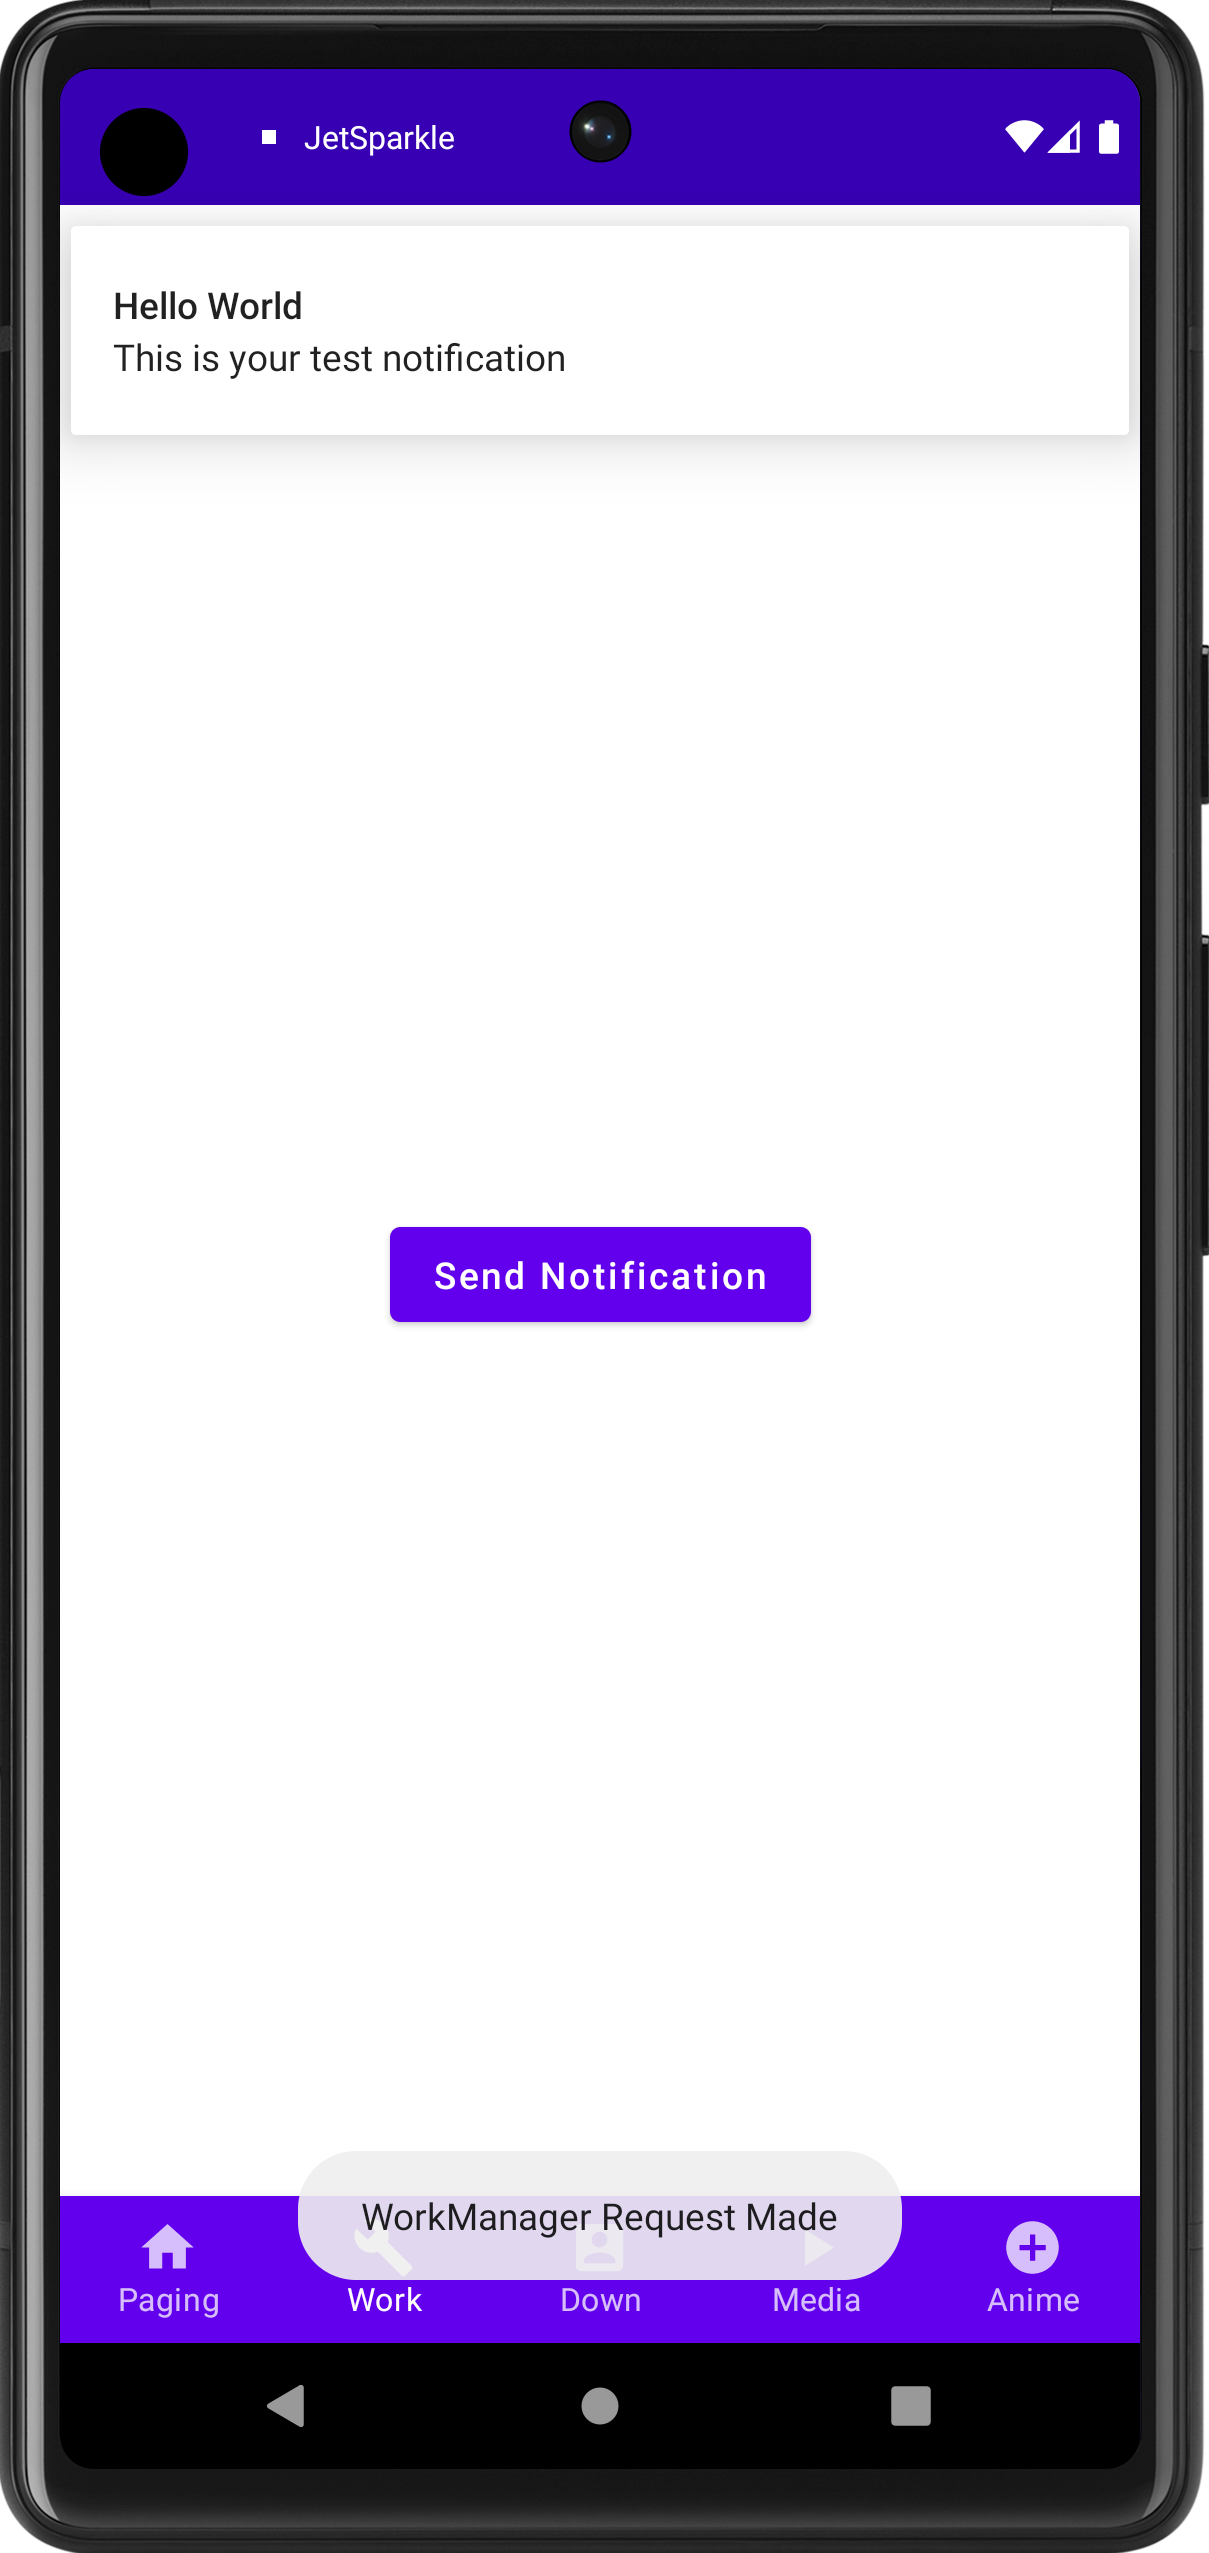 JetSparkle
Hello World
This is your test notification
Send Notification
WorkManager Request Made
Paging
Work
Down
Media
Anime